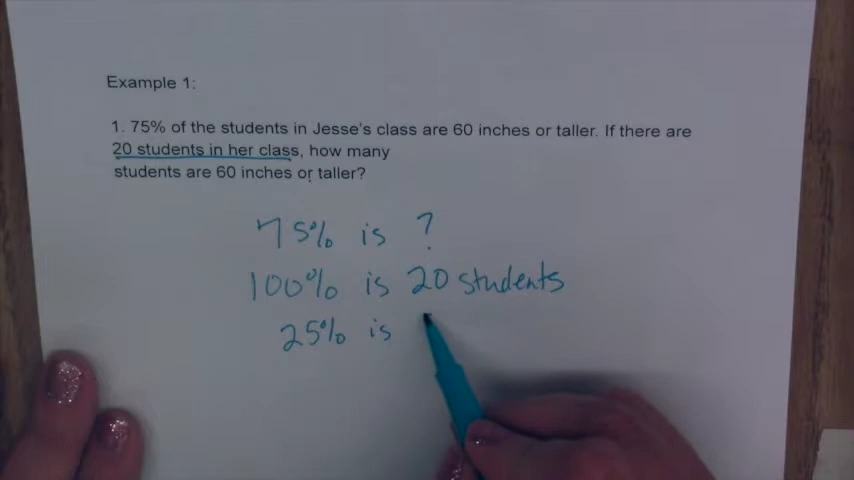 Example 1:
1. 75% of the students in Jesse's class are 60 inches or taller. If there are
20 students in her class, how many
students are 60 inches or taller?
75% is ?
100% is 20 students
25% is